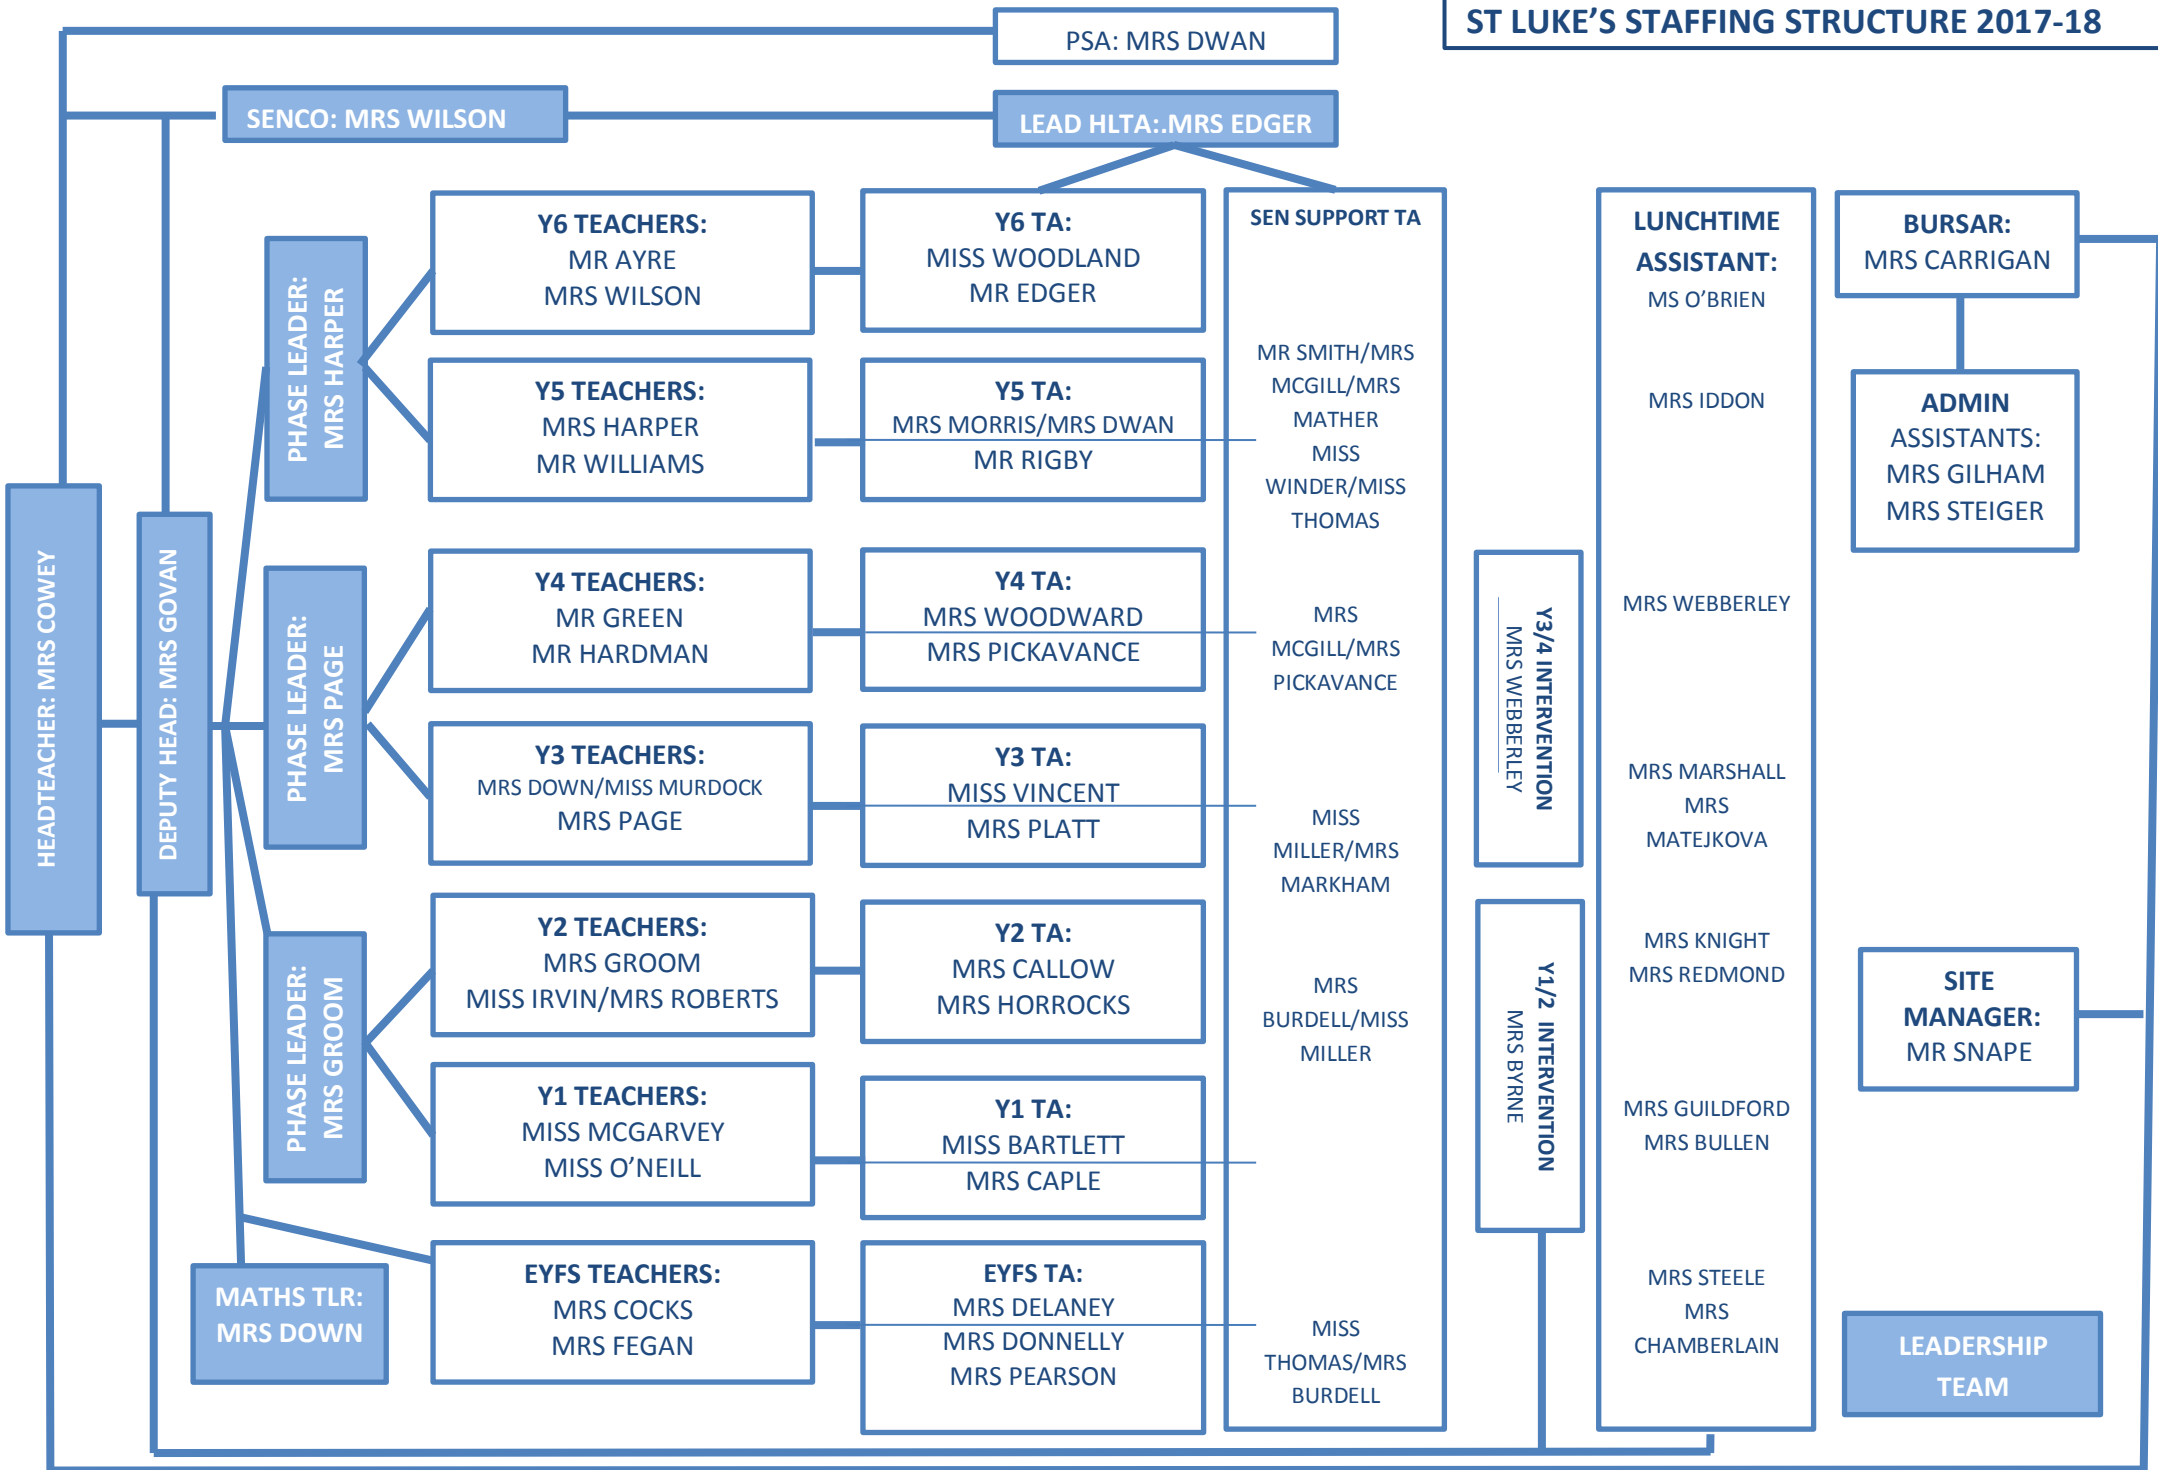 ST LUKE’S STAFFING STRUCTURE 2017-18
PSA: MRS DWAN
SENCO: MRS WILSON
LEAD HLTA:.MRS EDGER
HEADTEACHER: MRS COWEY
DEPUTY HEAD: MRS GOVAN
PHASE LEADER:
MRS HARPER
Y6 TEACHERS:
MR AYRE
MRS WILSON
Y6 TA:
MISS WOODLAND
MR EDGER
Y5 TEACHERS:
MRS HARPER
MR WILLIAMS
Y5 TA:
MRS MORRIS/MRS DWAN
MR RIGBY
PHASE LEADER:
MRS PAGE
Y4 TEACHERS:
MR GREEN
MR HARDMAN
Y4 TA:
MRS WOODWARD
MRS PICKAVANCE
Y3 TEACHERS:
MRS DOWN/MISS MURDOCK
MRS PAGE
Y3 TA:
MISS VINCENT
MRS PLATT
PHASE LEADER:
MRS GROOM
Y2 TEACHERS:
MRS GROOM
MISS IRVIN/MRS ROBERTS
Y2 TA:
MRS CALLOW
MRS HORROCKS
Y1 TEACHERS:
MISS MCGARVEY
MISS O’NEILL
Y1 TA:
MISS BARTLETT
MRS CAPLE
MATHS TLR:
MRS DOWN
EYFS TEACHERS:
MRS COCKS
MRS FEGAN
EYFS TA:
MRS DELANEY
MRS DONNELLY
MRS PEARSON
SEN SUPPORT TA
MR SMITH/MRS
MCGILL/MRS
MATHER
MISS
WINDER/MISS
THOMAS
MRS
MCGILL/MRS
PICKAVANCE
MISS
MILLER/MRS
MARKHAM
MRS
BURDELL/MISS
MILLER
MISS
THOMAS/MRS
BURDELL
Y3/4 INTERVENTION
MRS WEBBERLEY
Y1/2 INTERVENTION
MRS BYRNE
LUNCHTIME
ASSISTANT:
MS O’BRIEN
MRS IDDON
MRS WEBBERLEY
MRS MARSHALL
MRS
MATEJKOVA
MRS KNIGHT
MRS REDMOND
MRS GUILDFORD
MRS BULLEN
MRS STEELE
MRS
CHAMBERLAIN
BURSAR:
MRS CARRIGAN
ADMIN
ASSISTANTS:
MRS GILHAM
MRS STEIGER
SITE
MANAGER:
MR SNAPE
LEADERSHIP
TEAM